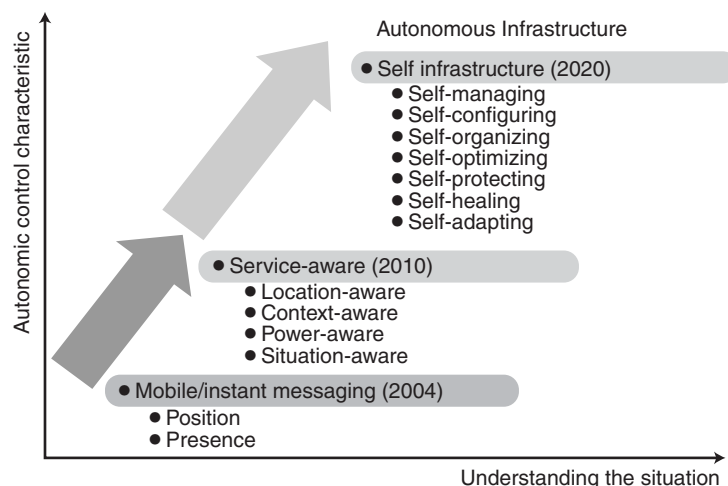 Autonomous Infrastructure
● Self infrastructure (2020)
● Self-managing
● Self-configuring
● Self-organizing
● Self-optimizing
● Self-protecting
● Self-healing
● Self-adapting
● Service-aware (2010)
● Location-aware
● Context-aware
● Power-aware
● Situation-aware
● Mobile/instant messaging (2004)
● Position
● Presence
Autonomic control characteristic
Understanding the situation